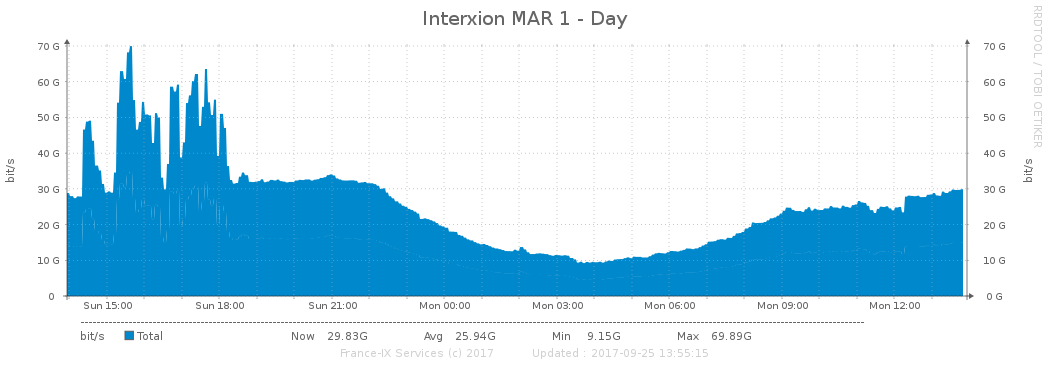 Interxion MAR 1 - Day
RRDTOOL / TOBI OETIKER
70 G 70 G
60 G 60 G
50 G 50 G
40 G 40 G
30 G 30 G
20 G 20 G
10 G 10 G
0 0 G
bit/s bit/s
Sun 15:00 Sun 18:00 Sun 21:00 Mon 00:00 Mon 03:00 Mon 06:00 Mon 09:00 Mon 12:00
bit/s Total Now 29.83G Avg 25.94G Min 9.15G Max 69.89G
France-IX Services (c) 2017 Updated : 2017-09-25 13:55:15